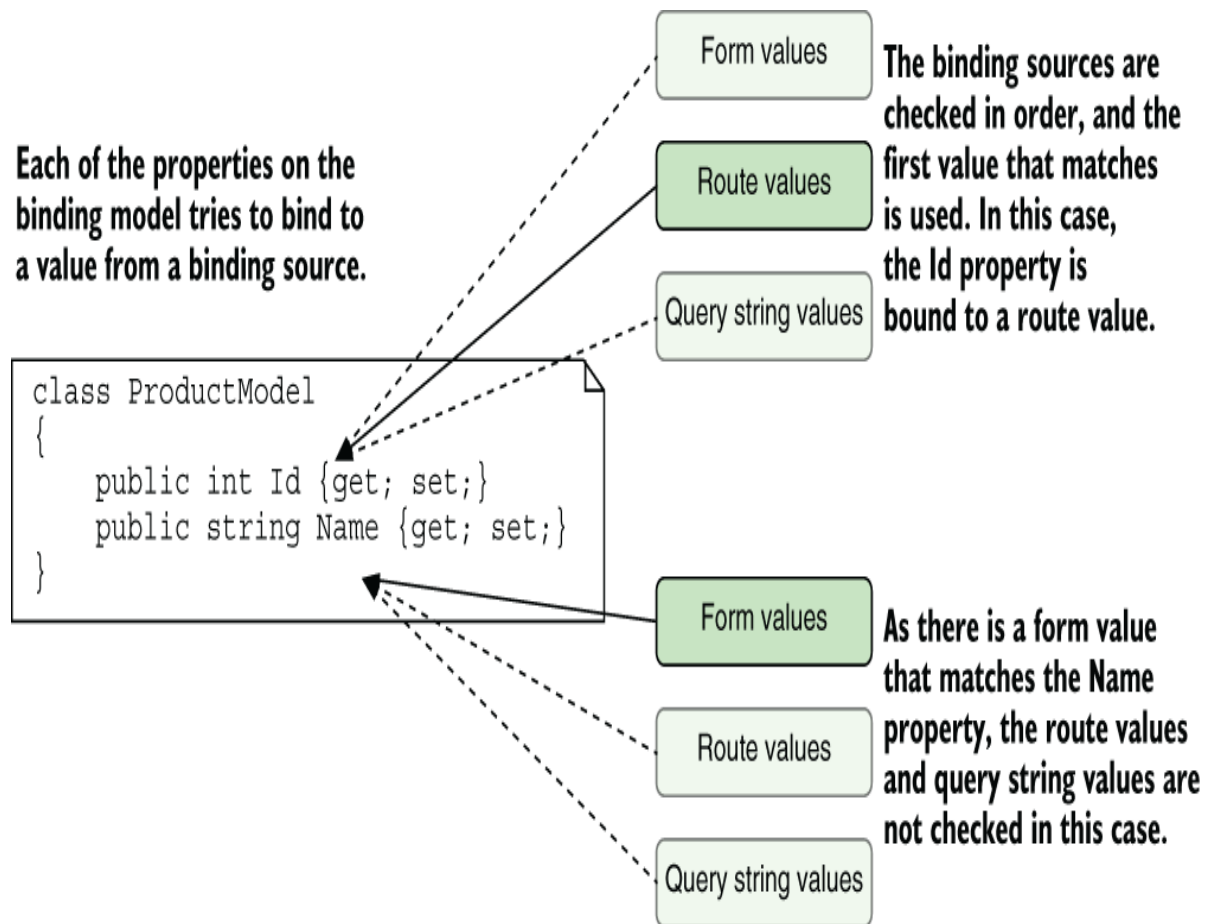 Each of the properties on the
binding model tries to bind to
a value from a binding source.
class ProductModel
{
    public int Id {get; set;}
    public string Name {get; set;}
}
Form values
Route values
Query string values
The binding sources are
checked in order, and the
first value that matches
is used. In this case,
the Id property is
bound to a route value.
Form values
Route values
Query string values
As there is a form value
that matches the Name
property, the route values
and query string values are
not checked in this case.